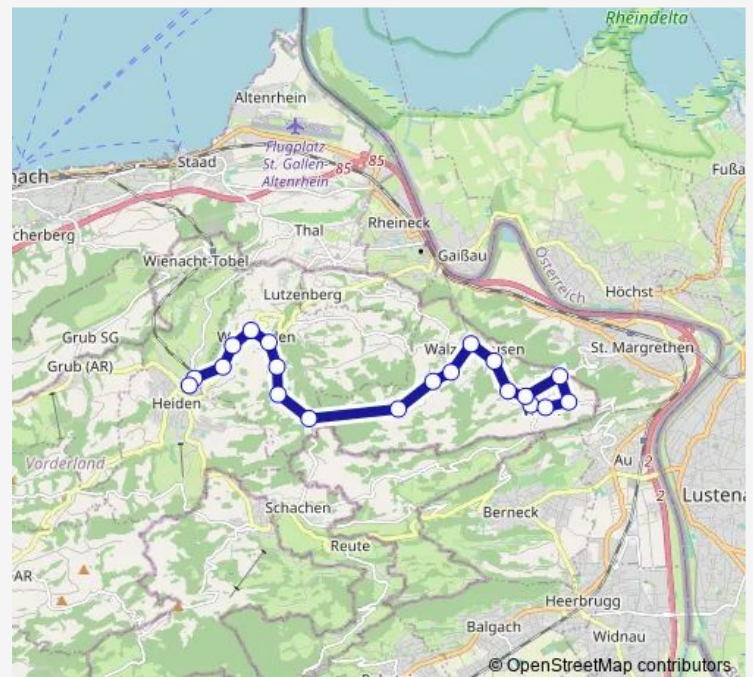 Rheindelta
Altenrhein
Flugplatz
St. Gallen-
Altenrhein
Staad
85
85
Fußa
nach
Rheineck
cherberg
Thal
Gaißau
Wienacht-Tobel
Österreich
Höchst
Lutzenberg
Grub SG
St. Margrethen
Grub (AR)
Heiden
Au
2
Vorderland
2
Lustena
Schachen
Berneck
Reute
AR
Heerbrugg
Balgach
Widnau
© OpenStreetMap contributors